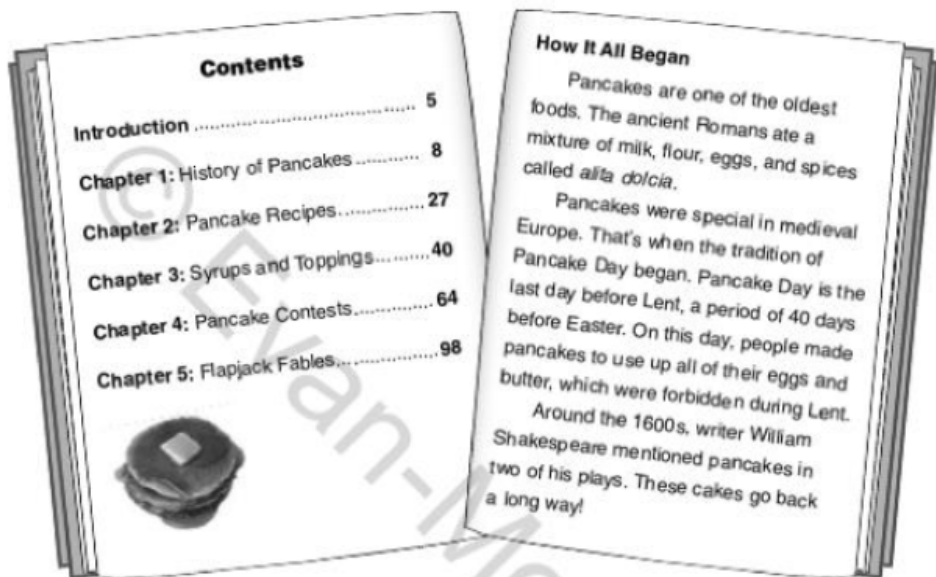 Contents
Introduction .................................... 5
Chapter 1: History of Pancakes ............ 8
Chapter 2: Pancake Recipes ............... 27
Chapter 3: Syrups and Toppings .......... 40
Chapter 4: Pancake Contests .............. 64
Chapter 5: Flapjack Fables ................. 98
How It All Began
Pancakes are one of the oldest
foods. The ancient Romans ate a
mixture of milk, flour, eggs, and spices
called alita dolcia.
Pancakes were special in medieval
Europe. That's when the tradition of
Pancake Day began. Pancake Day is the
last day before Lent, a period of 40 days
before Easter. On this day, people made
pancakes to use up all of their eggs and
butter, which were forbidden during Lent.
Around the 1600s, writer William
Shakespeare mentioned pancakes in
two of his plays. These cakes go back
a long way!
© Evan-Mo